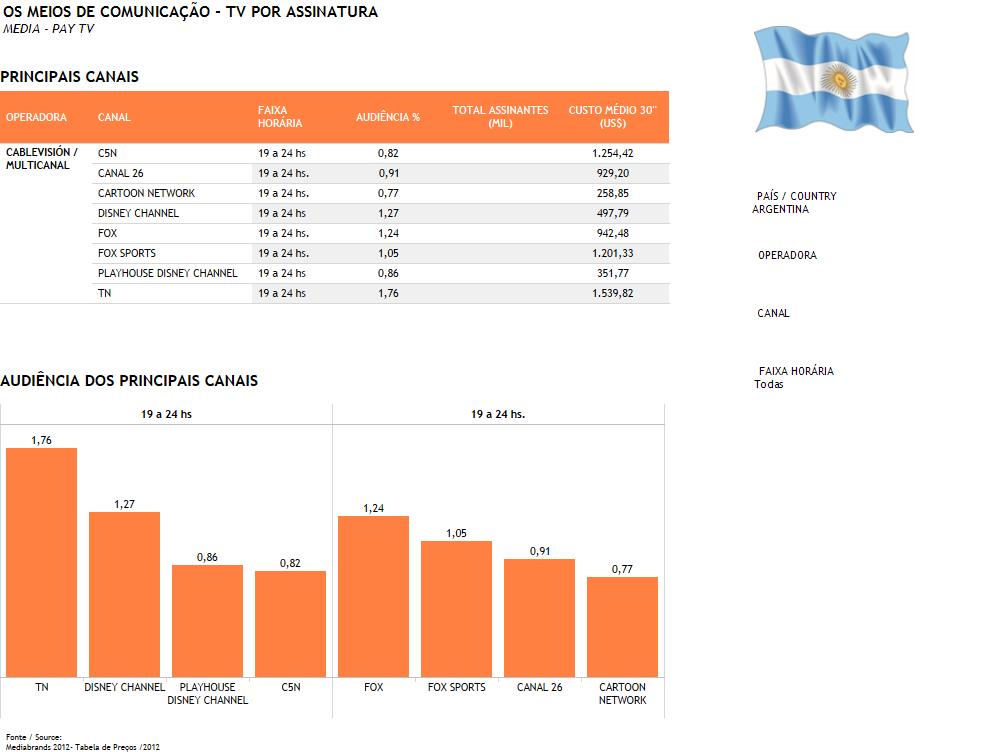 OS MEIOS DE COMUNICAÇÃO - TV POR ASSINATURA
MEDIA - PAY TV
PRINCIPAIS CANAIS
OPERADORA CANAL FAIXA HORÁRIA AUDIÊNCIA % TOTAL ASSINANTES (MIL) CUSTO MÉDIO 30" (US$)
CABLEVISIÓN / MULTICANAL C5N 19 a 24 hs 0,82 1.254,42
CANAL 26 19 a 24 hs. 0,91 929,20
CARTOON NETWORK 19 a 24 hs. 0,77 258,85
DISNEY CHANNEL 19 a 24 hs 1,27 497,79
FOX 19 a 24 hs. 1,24 942,48
FOX SPORTS 19 a 24 hs. 1,05 1.201,33
PLAYHOUSE DISNEY CHANNEL 19 a 24 hs 0,86 351,77
TN 19 a 24 hs 1,76 1.539,82
PAÍS / COUNTRY
ARGENTINA
OPERADORA
CANAL
FAIXA HORÁRIA
Todas
AUDIÊNCIA DOS PRINCIPAIS CANAIS
19 a 24 hs 19 a 24 hs.
1,76 1,27 0,86 0,82 1,24 1,05 0,91 0,77
TN DISNEY CHANNEL PLAYHOUSE DISNEY CHANNEL C5N FOX FOX SPORTS CANAL 26 CARTOON NETWORK
Fonte / Source:
Mediabrands 2012- Tabela de Preços /2012